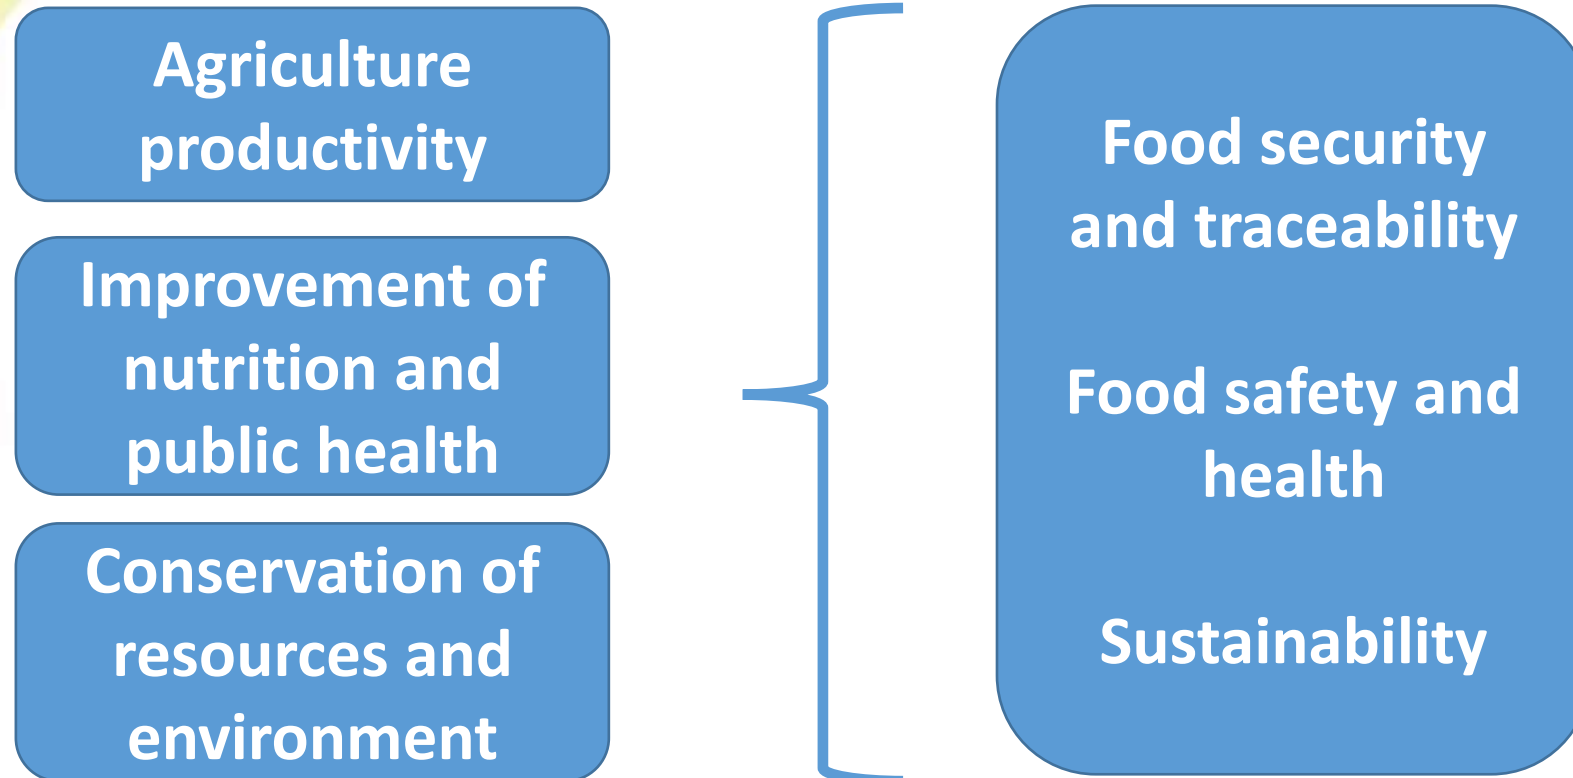 Agriculture
productivity
Improvement of
nutrition and
public health
Conservation of
resources and
environment
Food security
and traceability
Food safety and
health
Sustainability